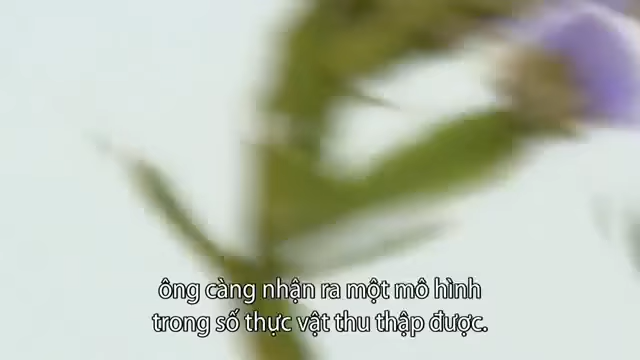 ông càng nhận ra một mô hình
trong số thực vật thu thập được.